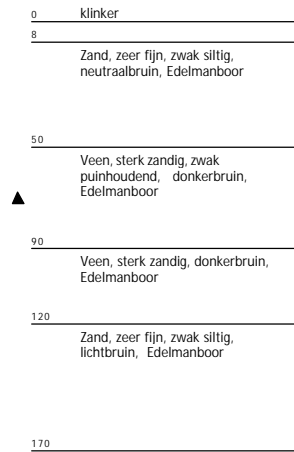 0 klinker
8
Zand, zeer fijn, zwak siltig,
neutraalbruin, Edelmanboor
50
Veen, sterk zandig, zwak
puinhoudend, donkerbruin,
Edelmanboor
90
Veen, sterk zandig, donkerbruin,
Edelmanboor
120
Zand, zeer fijn, zwak siltig,
lichtbruin, Edelmanboor
170